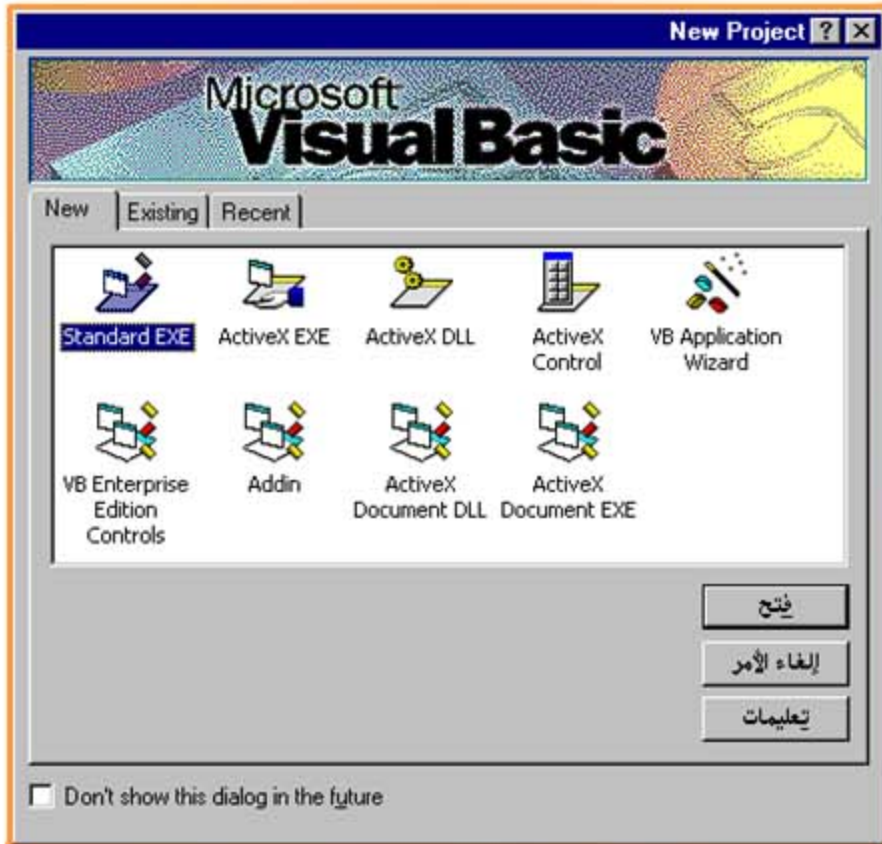 New Project
Microsoft
Visual Basic
New Existing Recent
Standard EXE ActiveX EXE ActiveX DLL ActiveX VB Application
Control Wizard
VB Enterprise Addin ActiveX ActiveX
Edition Document DLL Document EXE
Controls
فتح
إلغاء الأمر
تعليمات
Don't show this dialog in the future